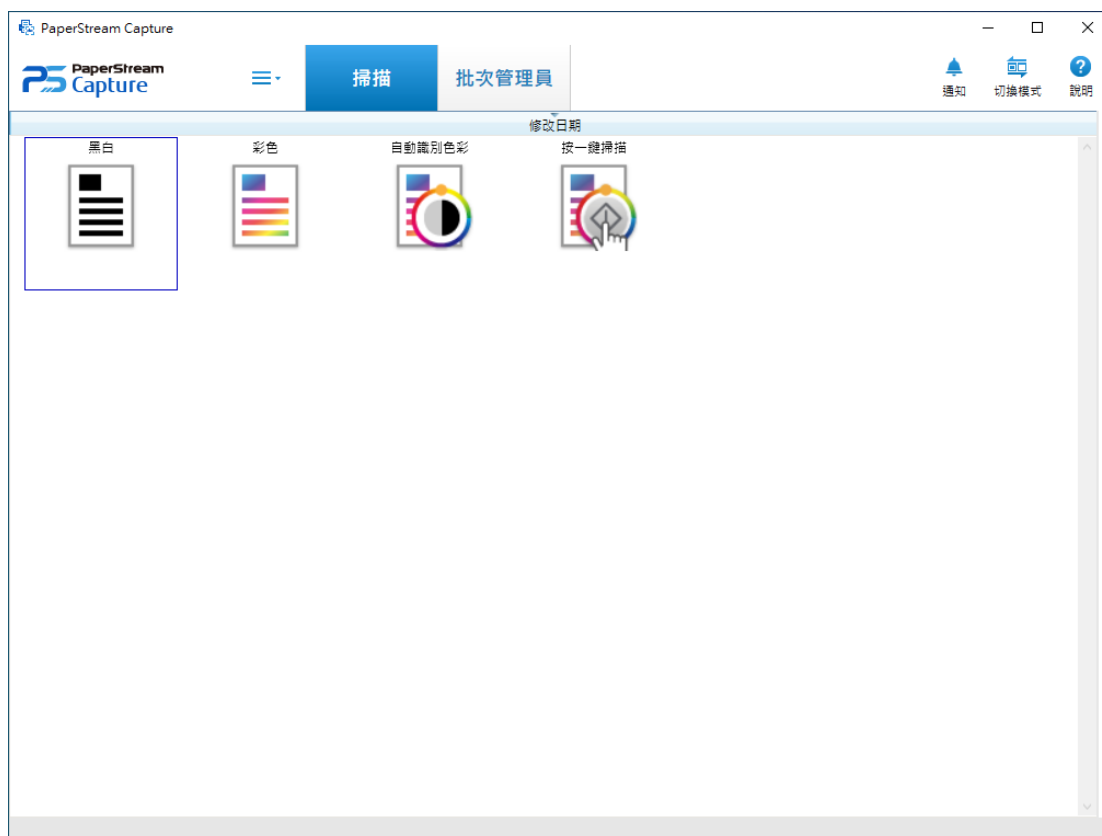 PaperStream Capture
PaperStream
Capture
掃描
批次管理員
通知
切換模式
說明
修改日期
黑白
彩色
自動識別色彩
按一鍵掃描